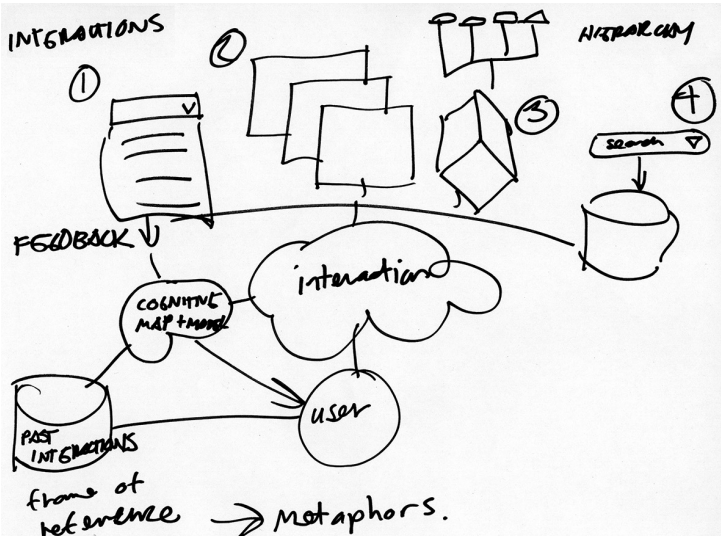 INTERACTIONS
HIERARCHY
1
2
3
4
search
FEEDBACK
interaction
COGNITIVE
MAP + MODEL
user
PAST
INTERACTIONS
frame of
reference → Metaphors.